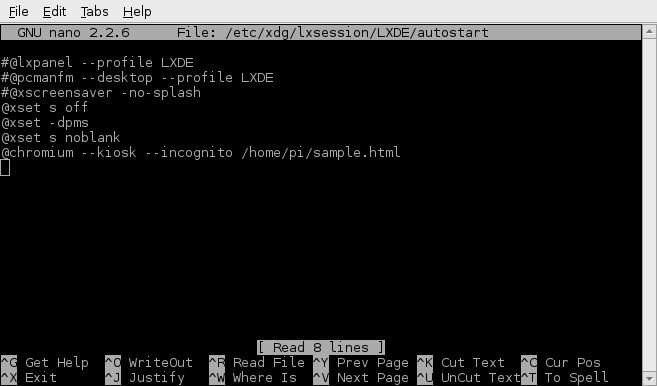 File Edit Tabs Help
GNU nano 2.2.6 File: /etc/xdg/lxsession/LXDE/autostart
#@lxpanel --profile LXDE
#@pcmanfm --desktop --profile LXDE
#@xscreensaver -no-splash
@xset s off
@xset -dpms
@xset s noblank
@chromium --kiosk --incognito /home/pi/sample.html
[ Read 8 lines ]
^G Get Help ^O WriteOut ^R Read File ^Y Prev Page ^K Cut Text ^C Cur Pos
^X Exit ^J Justify ^W Where Is ^V Next Page ^U UnCut Text ^T To Spell